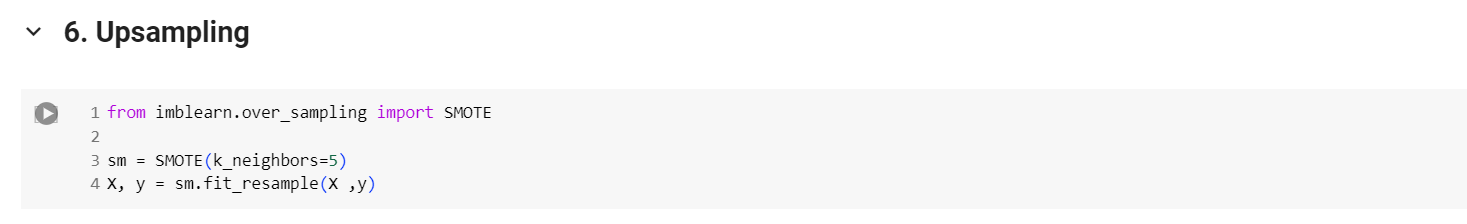 6. Upsampling
1 from imblearn.over_sampling import SMOTE
2
3 sm = SMOTE(k_neighbors=5)
4 X, y = sm.fit_resample(X ,y)